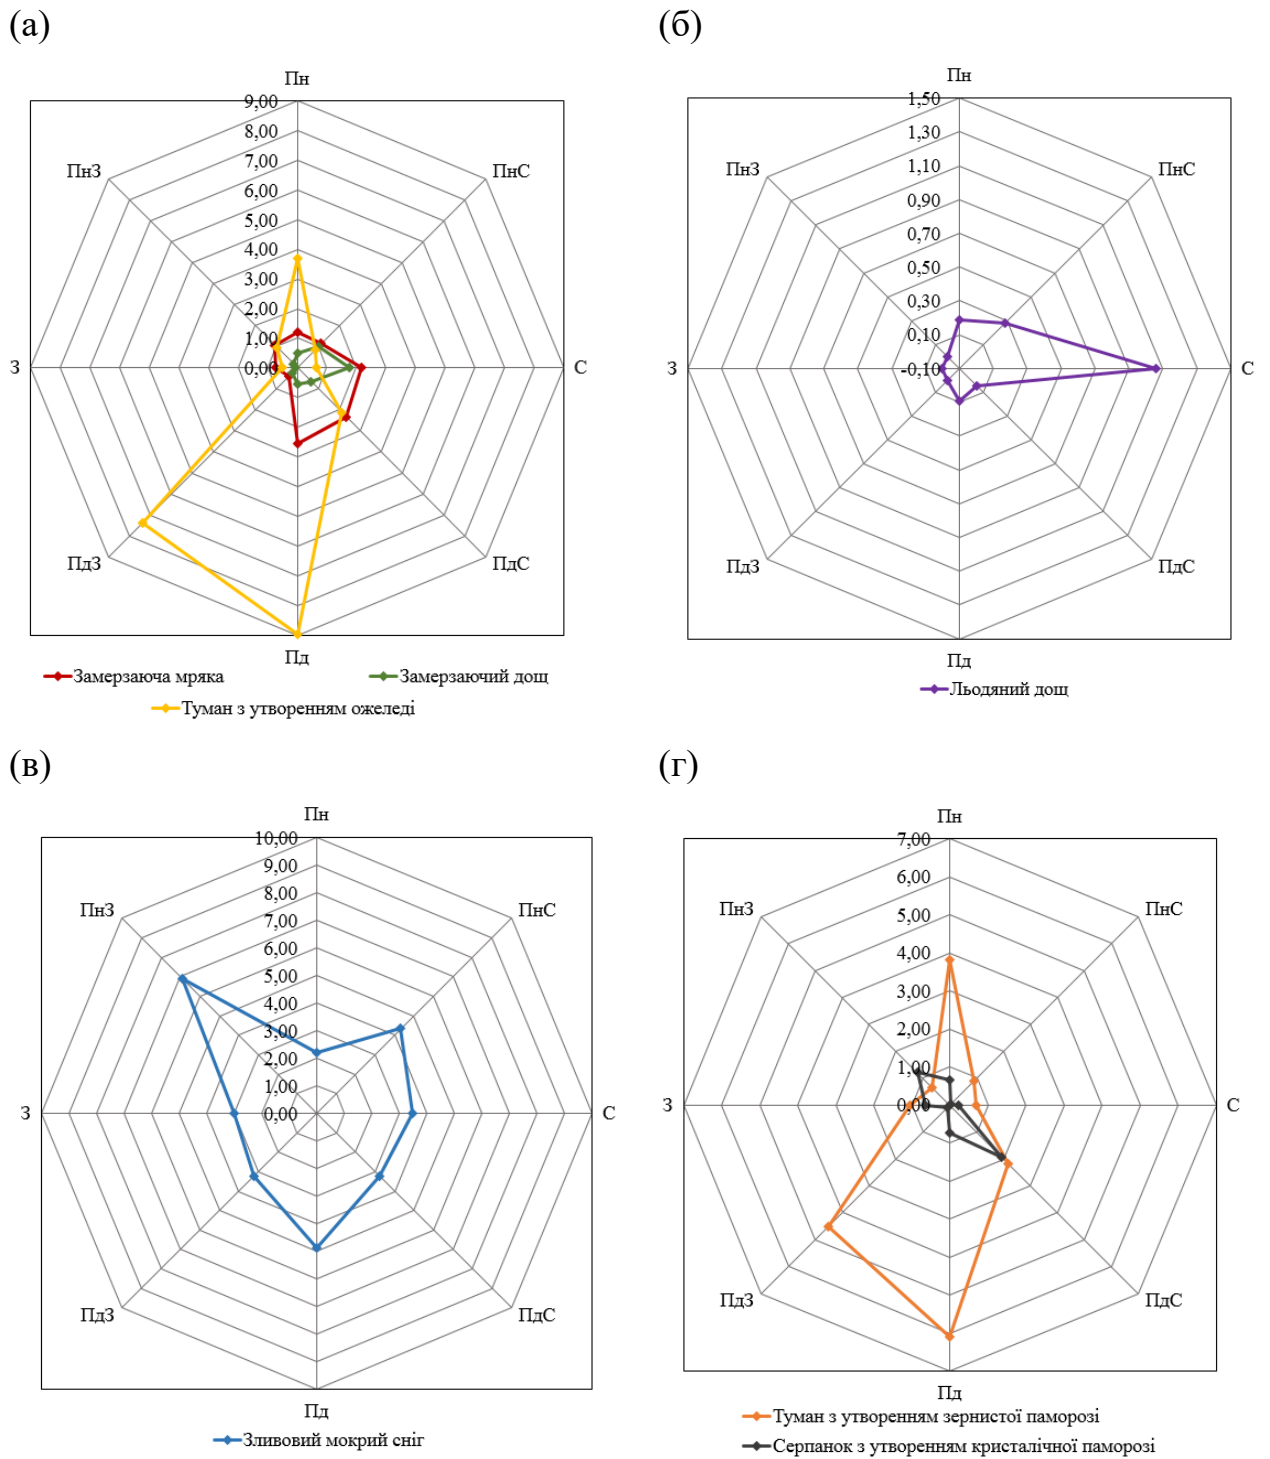 (а)
Пн
9,00
8,00
7,00
6,00
5,00
4,00
3,00
2,00
1,00
0,00
ПнЗ
ПнС
З
С
ПдЗ
ПдС
Пд
Замерзаюча мряка
Замерзаючий дощ
Туман з утворенням ожеледі
(б)
Пн
1,50
1,30
1,10
0,90
0,70
0,50
0,30
0,10
-0,10
ПнЗ
ПнС
З
С
ПдЗ
ПдС
Пд
Льодяний дощ
(в)
Пн
10,00
9,00
8,00
7,00
6,00
5,00
4,00
3,00
2,00
1,00
0,00
ПнЗ
ПнС
З
С
ПдЗ
ПдС
Пд
Зливовий мокрий сніг
(г)
Пн
7,00
6,00
5,00
4,00
3,00
2,00
1,00
0,00
ПнЗ
ПнС
З
С
ПдЗ
ПдС
Пд
Туман з утворенням зернистої паморозі
Серпанок з утворенням кристалічної паморозі